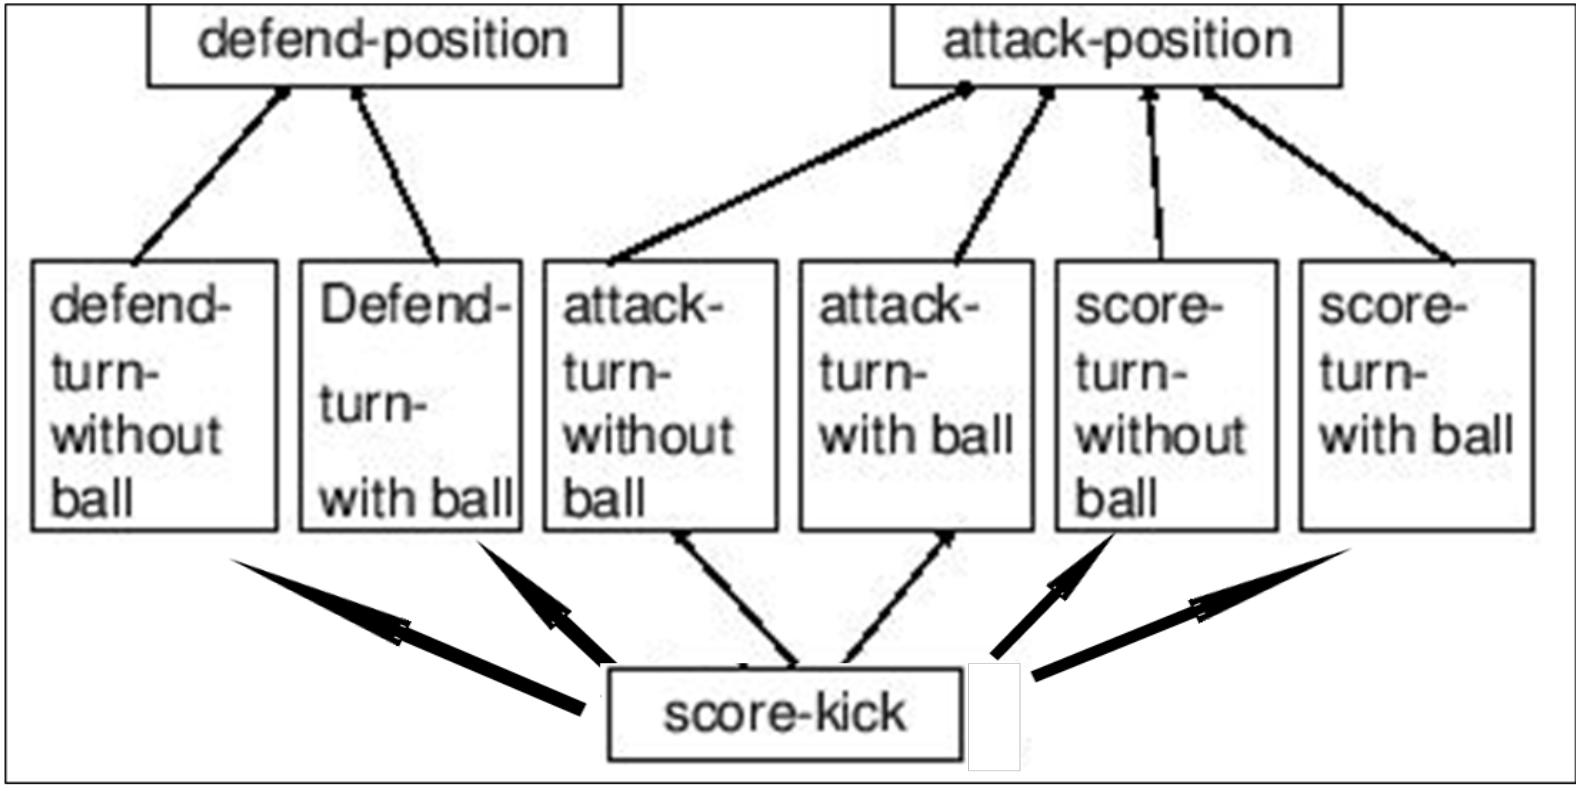 defend-position
attack-position
defend-
turn-
without
ball
Defend-
turn-
with ball
attack-
turn-
without
ball
attack-
turn-
with ball
score-
turn-
without
ball
score-
turn-
with ball
score-kick